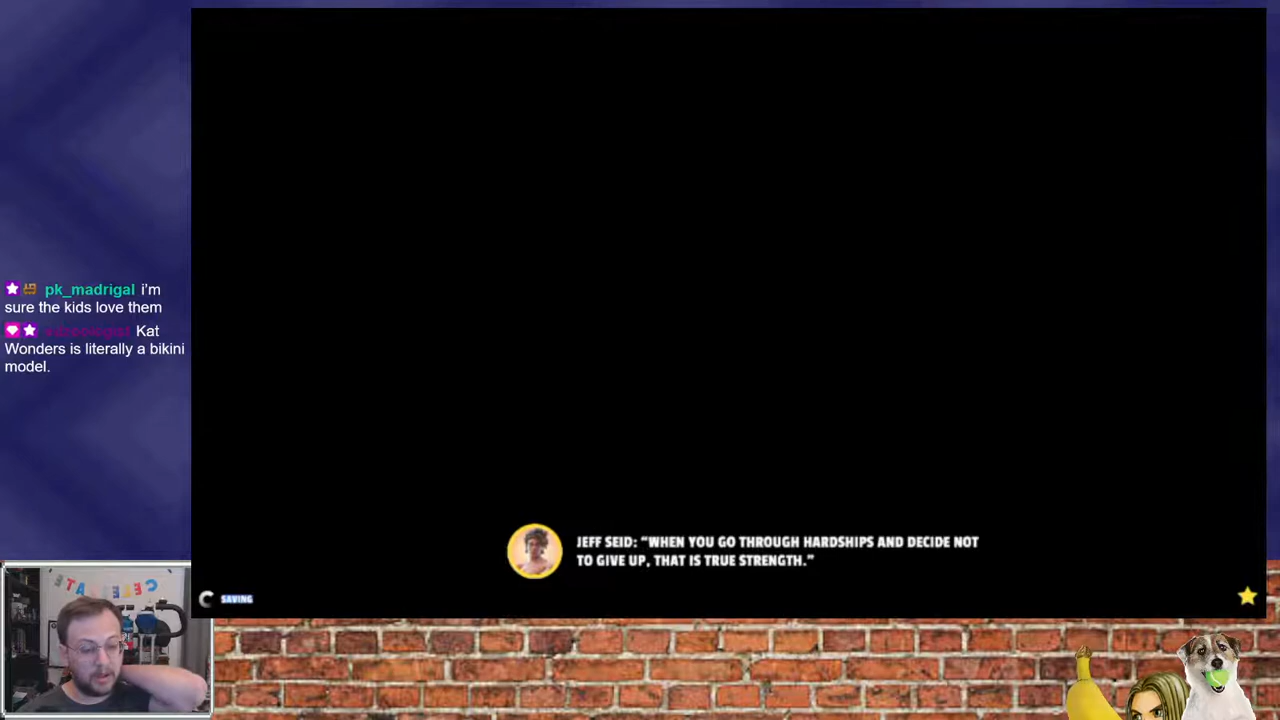 pk_madrigal i'm
sure the kids love them
Kat
Wonders is literally a bikini
model.
JEFF SEID: "WHEN YOU GO THROUGH HARDSHIPS AND DECIDE NOT
TO GIVE UP, THAT IS TRUE STRENGTH."
SAVING